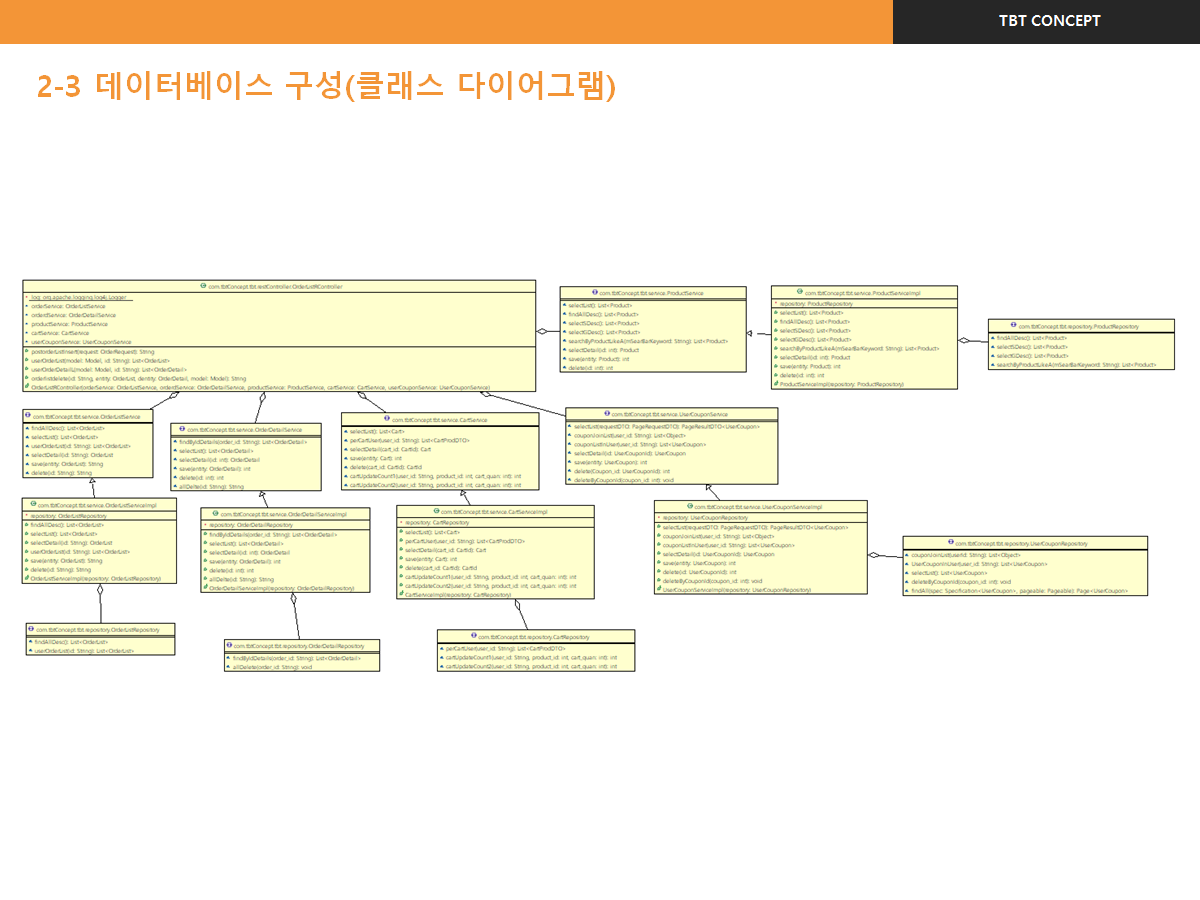 TBT CONCEPT
2-3 데이터베이스 구성(클래스 다이어그램)
com.tbtConcept.tbt.restController.OrderListRController
log: org.apache.logging.log4j.Logger
orderService: OrderListService
orderdService: OrderDetailService
productService: ProductService
cartService: CartService
userCouponService: UserCouponService
postorderListInsert(request: OrderRequest): String
userOrderList(model: Model, id: String): List<OrderList>
userOrderDetailL(model: Model, id: String): List<OrderDetail>
orderlistdelete(id: String, entity: OrderList, dentity: OrderDetail, model: Model): String
OrderListRController(orderService: OrderListService, orderdService: OrderDetailService, productService: ProductService, cartService: CartService, userCouponService: UserCouponService)
com.tbtConcept.tbt.service.ProductService
selectList(): List<Product>
findAllDesc(): List<Product>
selectSDesc(): List<Product>
selectGDesc(): List<Product>
searchByProductLikeA(mSearBarKeyword: String): List<Product>
selectDetail(id: int): Product
save(entity: Product): int
delete(id: int): int
com.tbtConcept.tbt.service.ProductServiceImpl
repository: ProductRepository
selectList(): List<Product>
findAllDesc(): List<Product>
selectSDesc(): List<Product>
selectGDesc(): List<Product>
searchByProductLikeA(mSearBarKeyword: String): List<Product>
selectDetail(id: int): Product
save(entity: Product): int
delete(id: int): int
ProductServiceImpl(repository: ProductRepository)
com.tbtConcept.tbt.repository.ProductRepository
findAllDesc(): List<Product>
selectSDesc(): List<Product>
selectGDesc(): List<Product>
searchByProductLikeA(mSearBarKeyword: String): List<Product>
com.tbtConcept.tbt.service.OrderListService
findAllDesc(): List<OrderList>
selectList(): List<OrderList>
userOrderList(id: String): List<OrderList>
selectDetail(id: String): OrderList
save(entity: OrderList): String
delete(id: String): String
com.tbtConcept.tbt.service.OrderDetailService
findByIdDetails(order_id: String): List<OrderDetail>
selectList(): List<OrderDetail>
selectDetail(id: int): OrderDetail
save(entity: OrderDetail): int
delete(id: int): int
allDelte(id: String): String
com.tbtConcept.tbt.service.CartService
selectList(): List<Cart>
perCartUser(user_id: String): List<CartProdDTO>
selectDetail(cart_id: CartId): Cart
save(entity: Cart): int
delete(cart_id: CartId): CartId
cartUpdateCount1(user_id: String, product_id: int, cart_quan: int): int
cartUpdateCount2(user_id: String, product_id: int, cart_quan: int): int
com.tbtConcept.tbt.service.UserCouponService
selectList(requestDTO: PageRequestDTO): PageResultDTO<UserCoupon>
couponJoinList(user_id: String): List<Object>
couponListInUser(user_id: String): List<UserCoupon>
selectDetail(id: UserCouponId): UserCoupon
save(entity: UserCoupon): int
delete(Coupon_id: UserCouponId): int
deleteByCouponId(coupon_id: int): void
com.tbtConcept.tbt.service.OrderListServiceImpl
repository: OrderListRepository
findAllDesc(): List<OrderList>
selectList(): List<OrderList>
selectDetail(id: String): OrderList
userOrderList(id: String): List<OrderList>
save(entity: OrderList): String
delete(id: String): String
OrderListServiceImpl(repository: OrderListRepository)
com.tbtConcept.tbt.service.OrderDetailServiceImpl
repository: OrderDetailRepository
findByIdDetails(order_id: String): List<OrderDetail>
selectList(): List<OrderDetail>
selectDetail(id: int): OrderDetail
save(entity: OrderDetail): int
delete(id: int): int
allDelte(id: String): String
OrderDetailServiceImpl(repository: OrderDetailRepository)
com.tbtConcept.tbt.service.CartServiceImpl
repository: CartRepository
selectList(): List<Cart>
perCartUser(user_id: String): List<CartProdDTO>
selectDetail(cart_id: CartId): Cart
save(entity: Cart): int
delete(cart_id: CartId): CartId
cartUpdateCount1(user_id: String, product_id: int, cart_quan: int): int
cartUpdateCount2(user_id: String, product_id: int, cart_quan: int): int
CartServiceImpl(repository: CartRepository)
com.tbtConcept.tbt.service.UserCouponServiceImpl
repository: UserCouponRepository
selectList(requestDTO: PageRequestDTO): PageResultDTO<UserCoupon>
couponJoinList(user_id: String): List<Object>
couponListInUser(user_id: String): List<UserCoupon>
selectDetail(id: UserCouponId): UserCoupon
save(entity: UserCoupon): int
delete(id: UserCouponId): int
deleteByCouponId(coupon_id: int): void
UserCouponServiceImpl(repository: UserCouponRepository)
com.tbtConcept.tbt.repository.UserCouponRepository
couponJoinList(userId: String): List<Object>
UserCouponInUser(user_id: String): List<UserCoupon>
selectList(): List<UserCoupon>
deleteByCouponId(coupon_id: int): void
findAll(spec: Specification<UserCoupon>, pageable: Pageable): Page<UserCoupon>
com.tbtConcept.tbt.repository.OrderListRepository
findAllDesc(): List<OrderList>
userOrderList(id: String): List<OrderList>
com.tbtConcept.tbt.repository.OrderDetailRepository
findByIdDetails(order_id: String): List<OrderDetail>
allDelete(order_id: String): void
com.tbtConcept.tbt.repository.CartRepository
perCartUser(user_id: String): List<CartProdDTO>
cartUpdateCount1(user_id: String, product_id: int, cart_quan: int): int
cartUpdateCount2(user_id: String, product_id: int, cart_quan: int): int